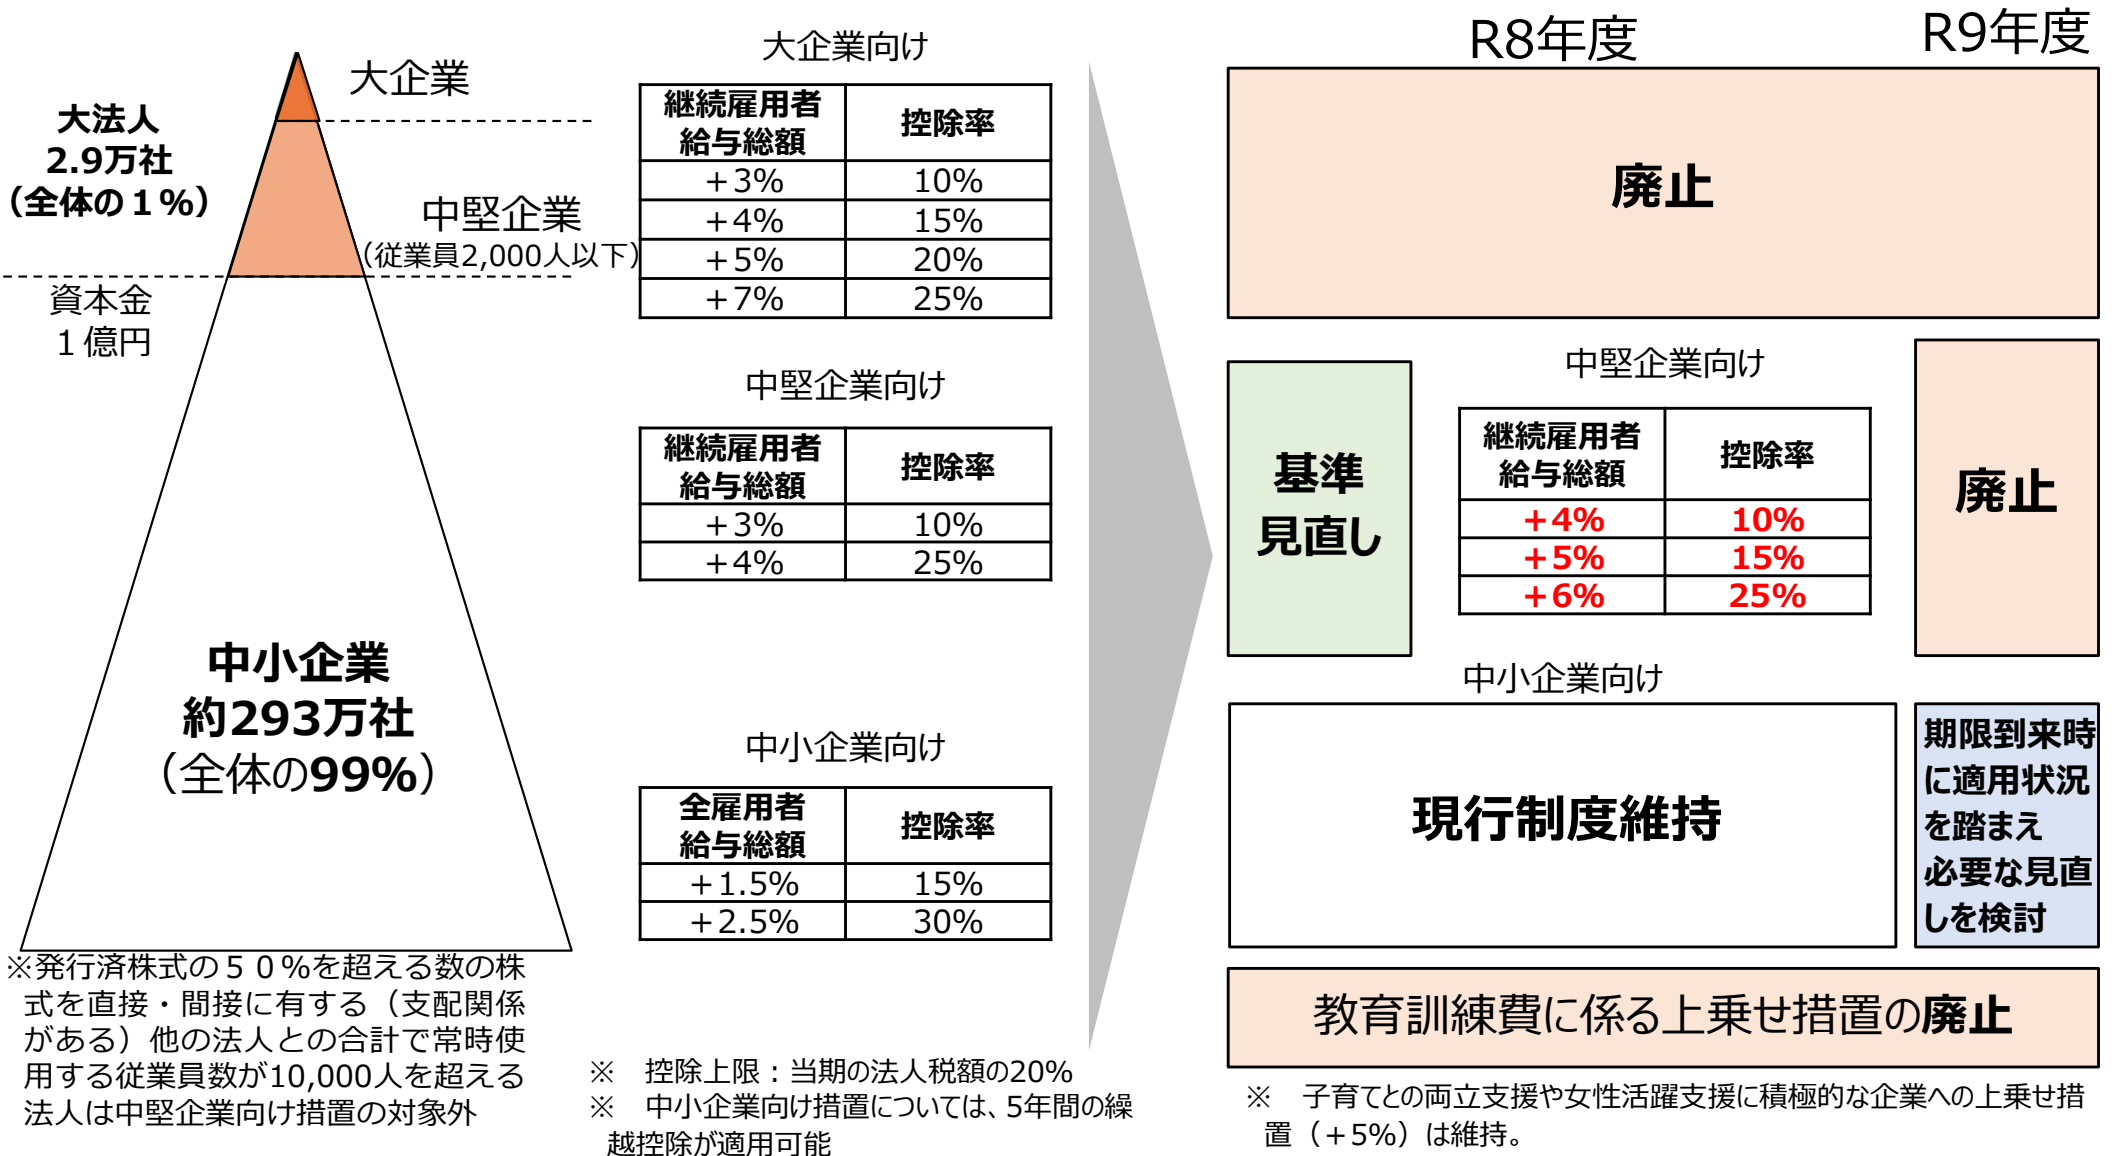 大企業
大法人
2.9万社
（全体の１%）
中堅企業
（従業員2,000人以下）
資本金
１億円
中小企業
約293万社
（全体の99%）
※発行済株式の５０%を超える数の株
式を直接・間接に有する（支配関係
がある）他の法人との合計で常時使
用する従業員数が10,000人を超える
法人は中堅企業向け措置の対象外
大企業向け
継続雇用者
給与総額
控除率
＋3% 10%
＋4% 15%
＋5% 20%
＋7% 25%
中堅企業向け
継続雇用者
給与総額
控除率
＋3% 10%
＋4% 25%
中小企業向け
全雇用者
給与総額
控除率
＋1.5% 15%
＋2.5% 30%
※　控除上限：当期の法人税額の20%
※　中小企業向け措置については、5年間の繰
越控除が適用可能
R8年度 R9年度
廃止
基準
見直し
中堅企業向け
継続雇用者
給与総額
控除率
＋4% 10%
＋5% 15%
＋6% 25%
廃止
中小企業向け
現行制度維持
期限到来時
に適用状況
を踏まえ
必要な見直
しを検討
教育訓練費に係る上乗せ措置の廃止
※　子育てとの両立支援や女性活躍支援に積極的な企業への上乗せ措
置（＋5%）は維持。